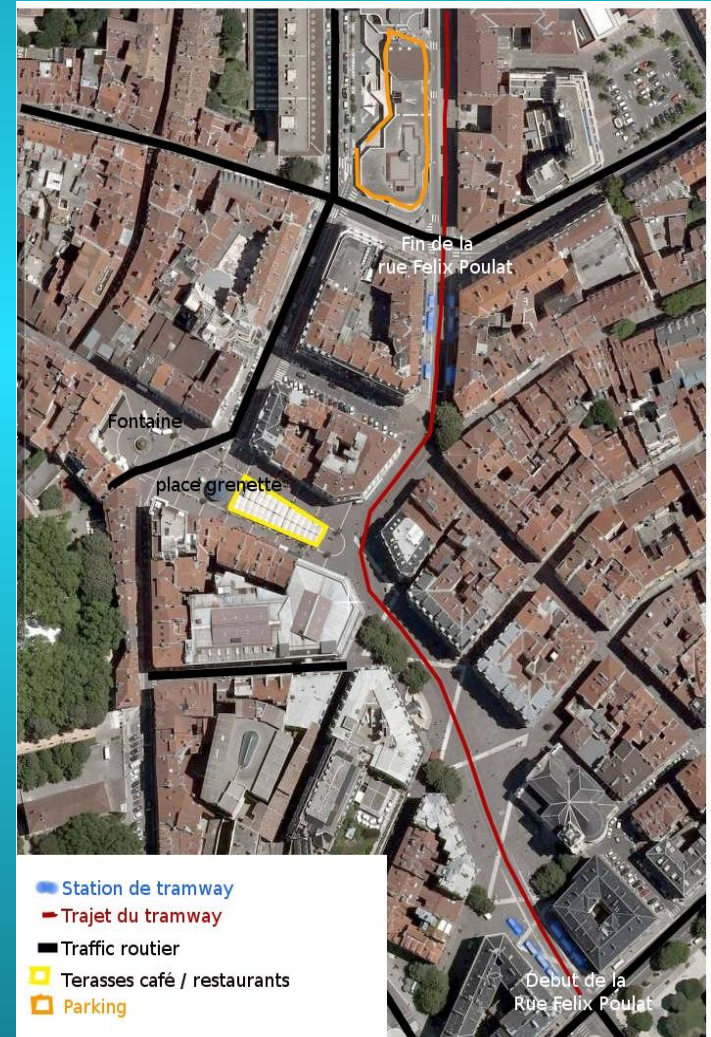 Fin de la
rue Felix Poulat
Fontaine
place grenette
Station de tramway
Trajet du tramway
Traffic routier
Terasses café / restaurants
Parking
Debut de la
Rue Felix Poulat